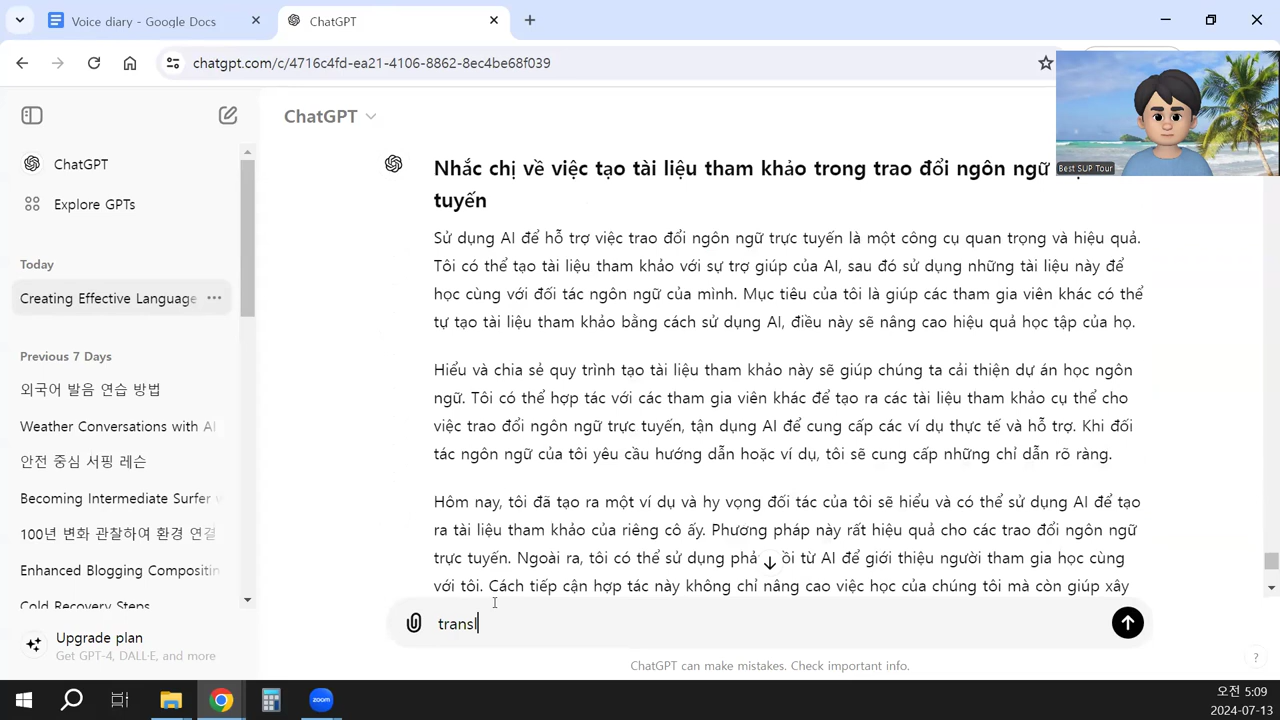 Voice diary - Google Docs
ChatGPT
chatgpt.com/c/4716c4fd-ea21-4106-8862-8ec4be68f039
Best SUP Tour
ChatGPT
Explore GPTs
Today
Creating Effective Language
Previous 7 Days
외국어 발음 연습 방법
Weather Conversations with AI
안전 중심 서핑 레슨
Becoming Intermediate Surfer
100년 변화 관찰하여 환경 연결
Enhanced Blogging Compositin
Cold Recovery Steps
Upgrade plan
Get GPT-4, DALL·E, and more
ChatGPT
Nhắc chị về việc tạo tài liệu tham khảo trong trao đổi ngôn ngữ
tuyến
Sử dụng AI để hỗ trợ việc trao đổi ngôn ngữ trực tuyến là một công cụ quan trọng và hiệu quả.
Tôi có thể tạo tài liệu tham khảo với sự trợ giúp của AI, sau đó sử dụng những tài liệu này để
học cùng với đối tác ngôn ngữ của mình. Mục tiêu của tôi là giúp các tham gia viên khác có thể
tự tạo tài liệu tham khảo bằng cách sử dụng AI, điều này sẽ nâng cao hiệu quả học tập của họ.
Hiểu và chia sẻ quy trình tạo tài liệu tham khảo này sẽ giúp chúng ta cải thiện dự án học ngôn
ngữ. Tôi có thể hợp tác với các tham gia viên khác để tạo ra các tài liệu tham khảo cụ thể cho
việc trao đổi ngôn ngữ trực tuyến, tận dụng AI để cung cấp các ví dụ thực tế và hỗ trợ. Khi đối
tác ngôn ngữ của tôi yêu cầu hướng dẫn hoặc ví dụ, tôi sẽ cung cấp những chỉ dẫn rõ ràng.
Hôm nay, tôi đã tạo ra một ví dụ và hy vọng đối tác của tôi sẽ hiểu và có thể sử dụng AI để tạo
ra tài liệu tham khảo của riêng cô ấy. Phương pháp này rất hiệu quả cho các trao đổi ngôn ngữ
trực tuyến. Ngoài ra, tôi có thể sử dụng từ AI để giới thiệu người tham gia học cùng
với tôi. Cách tiếp cận hợp tác này không chỉ nâng cao việc học của chúng tôi mà còn giúp xây
transl
ChatGPT can make mistakes. Check important info.
?
zoom
오전 5:09
2024-07-13